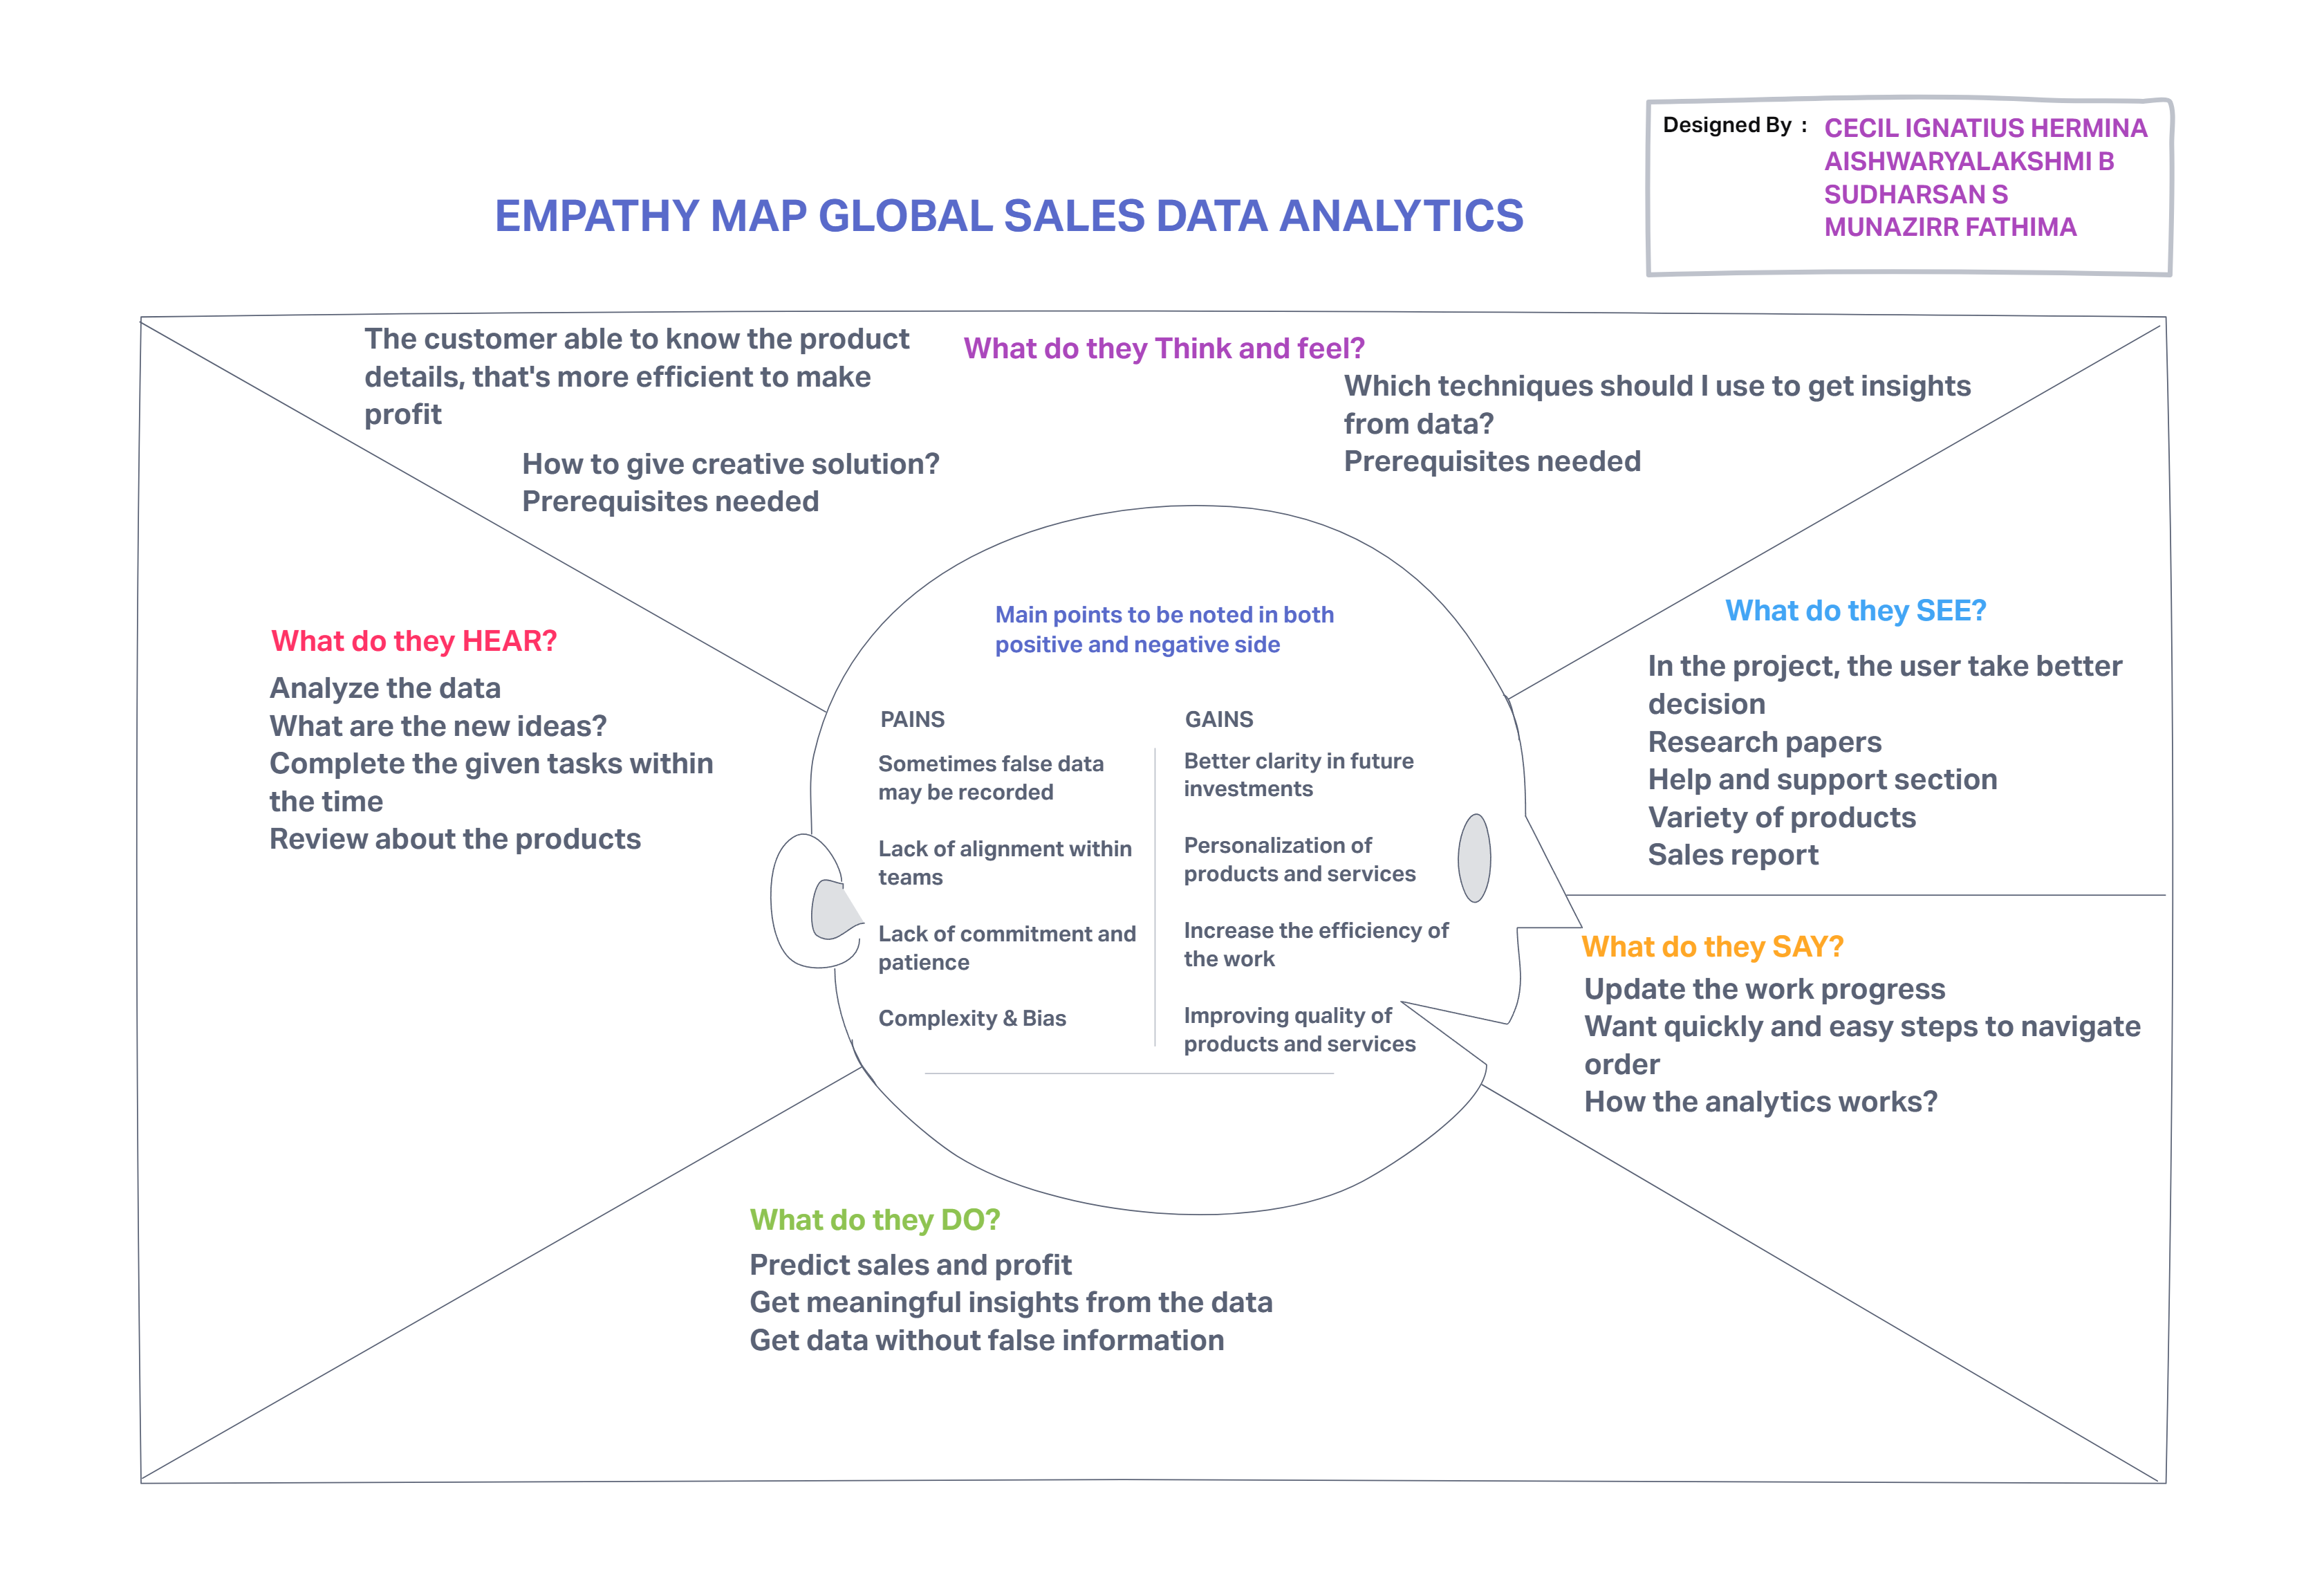 Designed By : CECIL IGNATIUS HERMINA
AISHWARYALAKSHMI B
SUDHARSAN S
MUNAZIRR FATHIMA
EMPATHY MAP GLOBAL SALES DATA ANALYTICS
What do they Think and feel?
The customer able to know the product
details, that's more efficient to make
profit
How to give creative solution?
Prerequisites needed
Which techniques should I use to get insights
from data?
Prerequisites needed
What do they HEAR?
Analyze the data
What are the new ideas?
Complete the given tasks within
the time
Review about the products
Main points to be noted in both
positive and negative side
PAINS
Sometimes false data
may be recorded
Lack of alignment within
teams
Lack of commitment and
patience
Complexity & Bias
GAINS
Better clarity in future
investments
Personalization of
products and services
Increase the efficiency of
the work
Improving quality of
products and services
What do they SEE?
In the project, the user take better
decision
Research papers
Help and support section
Variety of products
Sales report
What do they SAY?
Update the work progress
Want quickly and easy steps to navigate
order
How the analytics works?
What do they DO?
Predict sales and profit
Get meaningful insights from the data
Get data without false information